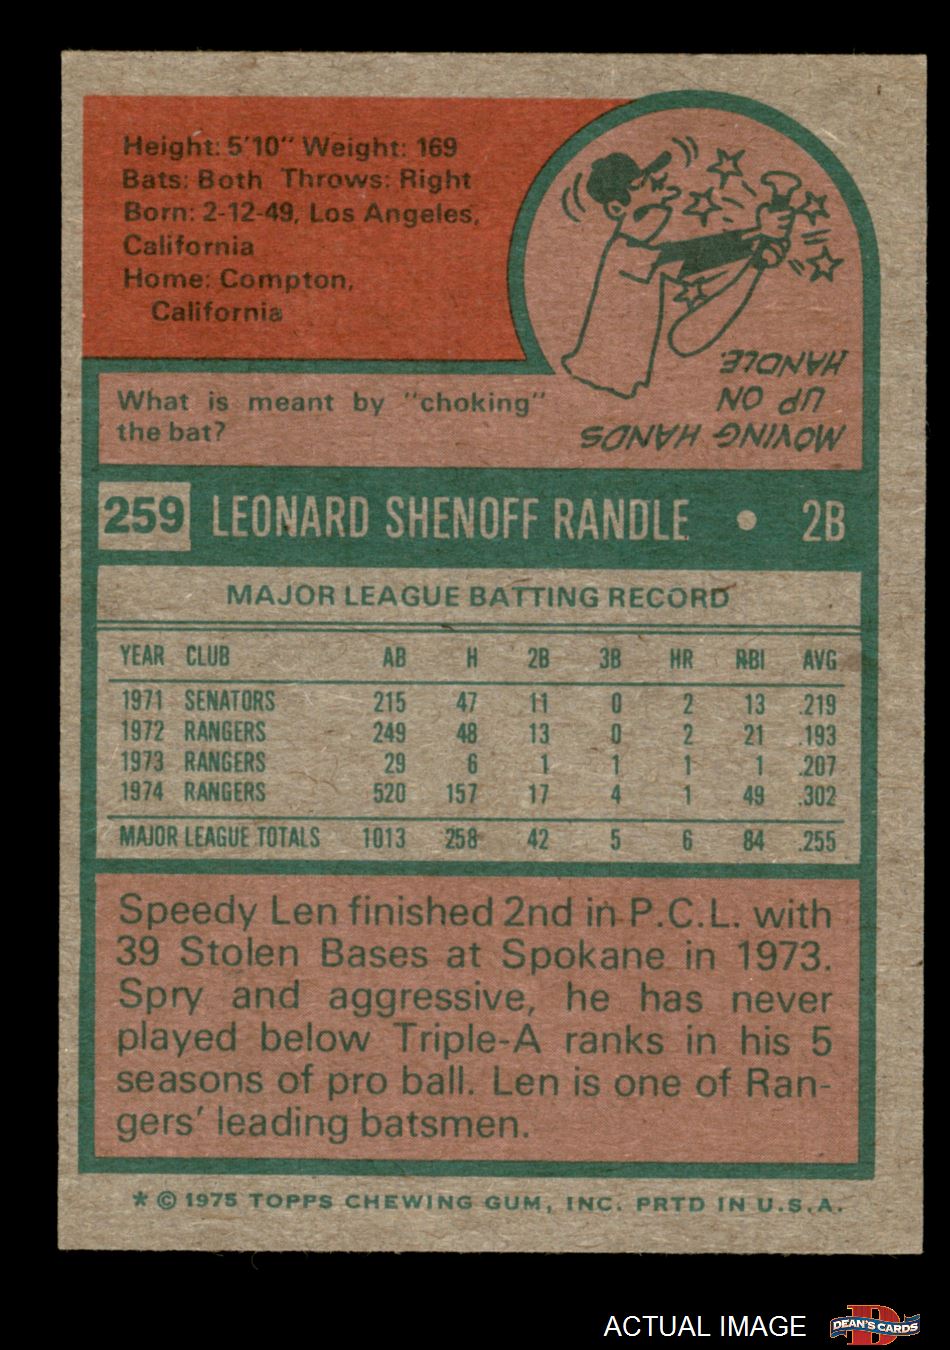 Height: 5'10" Weight: 169
Bats: Both Throws: Right
Born: 2-12-49, Los Angeles,
California
Home: Compton,
California
What is meant by "choking"
the bat?
MOVING HANDS
UP ON
HANDLE.
259 LEONARD SHENOFF RANDLE • 2B
MAJOR LEAGUE BATTING RECORD
YEAR CLUB AB H 2B 3B HR RBI AVG
1971 SENATORS 215 47 11 0 2 13 .219
1972 RANGERS 249 48 13 0 2 21 .193
1973 RANGERS 29 6 1 1 1 1 .207
1974 RANGERS 520 157 17 4 1 49 .302
MAJOR LEAGUE TOTALS 1013 258 42 5 6 84 .255
Speedy Len finished 2nd in P.C.L. with
39 Stolen Bases at Spokane in 1973.
Spry and aggressive, he has never
played below Triple-A ranks in his 5
seasons of pro ball. Len is one of Ran-
gers' leading batsmen.
* © 1975 TOPPS CHEWING GUM, INC. PRTD IN U.S.A.
ACTUAL IMAGE
D
DEAN'S CARDS